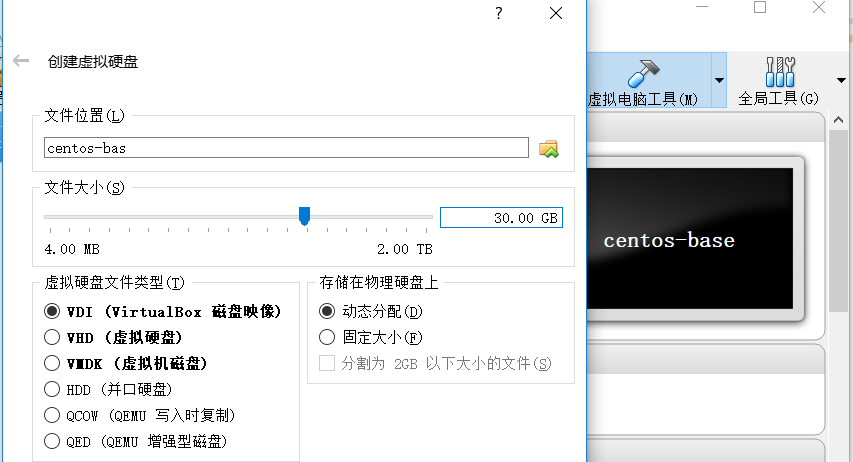 ?
创建虚拟硬盘
虚拟电脑工具(M)
全局工具(G)
文件位置(L)
centos-bas
文件大小(S)
30.00 GB
4.00 MB
2.00 TB
centos-base
虚拟硬盘文件类型(T)
VDI (VirtualBox 磁盘映像)
VHD (虚拟硬盘)
VMDK (虚拟机磁盘)
HDD (并口硬盘)
QCOW (QEMU 写入时复制)
QED (QEMU 增强型磁盘)
存储在物理硬盘上
动态分配(D)
固定大小(F)
分割为 2GB 以下大小的文件(S)